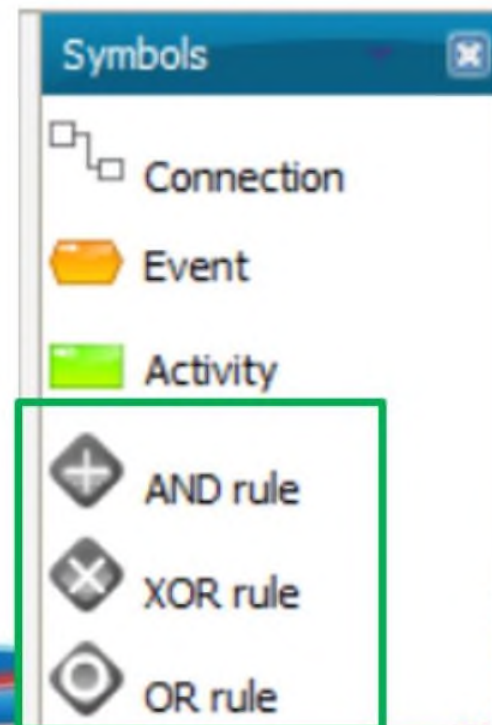 Symbols
Connection
Event
Activity
AND rule
XOR rule
OR rule